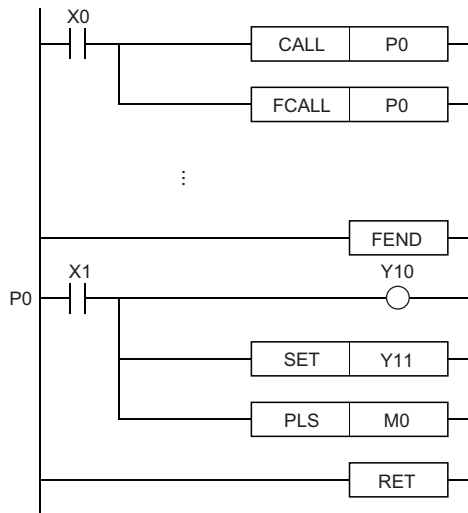 X0
CALL P0
FCALL P0
⋮
FEND
X1 Y10
P0
SET Y11
PLS M0
RET